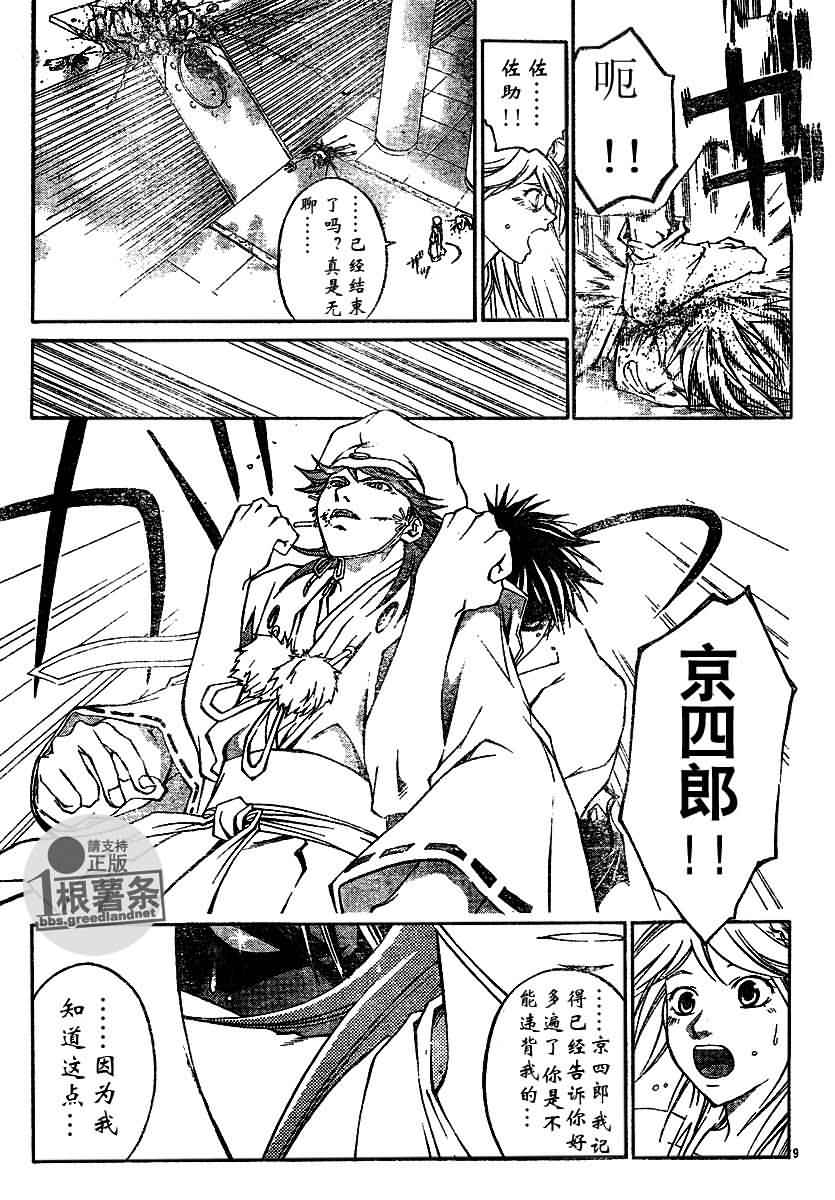 呃!!
佐……
佐助!!
……已经结束
了吗？真是无
聊……
ザッ
京四郎!!
……京四郎我记
得已经告诉你好
多遍了你是不
能违背我的…
……因为我
知道这点…
請支持
正版
1根薯条
bbs.greedlandnet
9